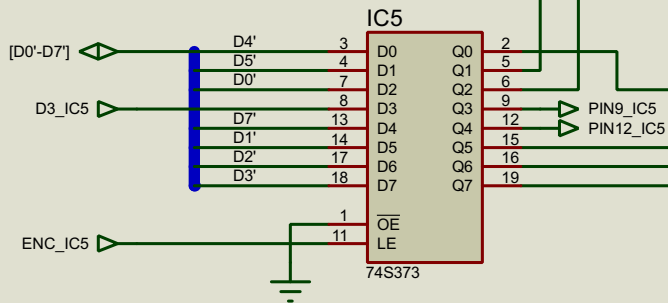 IC5
[D0'-D7'] D4' 3 D0 Q0 2
D5' 4 D1 Q1 5
D0' 7 D2 Q2 6
D3_IC5 8 D3 Q3 9 PIN9_IC5
D7' 13 D4 Q4 12 PIN12_IC5
D1' 14 D5 Q5 15
D2' 17 D6 Q6 16
D3' 18 D7 Q7 19
1 OE
ENC_IC5 11 LE
74S373